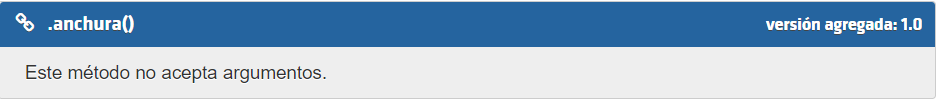 .anchura()
versión agregada: 1.0
Este método no acepta argumentos.